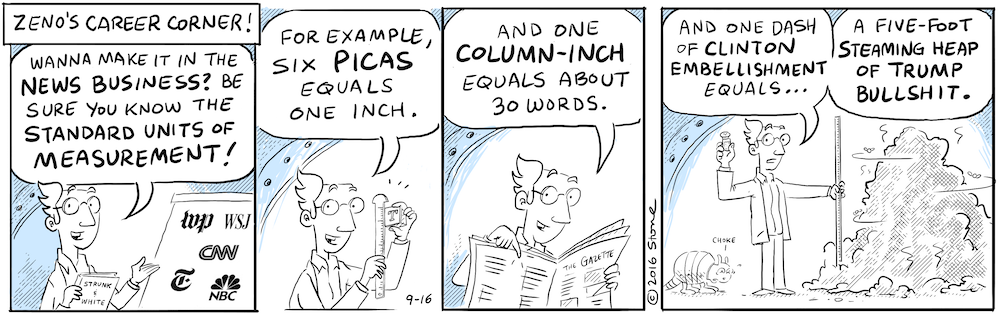 ZENO'S CAREER CORNER!
WANNA MAKE IT IN THE
NEWS BUSINESS? BE
SURE YOU KNOW THE
STANDARD UNITS OF
MEASUREMENT!
wp WSJ
CNN
T
NBC
STRUNK
&
WHITE
FOR EXAMPLE,
SIX PICAS
EQUALS
ONE INCH.
T
9-16
AND ONE
COLUMN-INCH
EQUALS ABOUT
30 WORDS.
THE GAZETTE
©2016 Stone
AND ONE DASH
OF CLINTON
EMBELLISHMENT
EQUALS...
A FIVE-FOOT
STEAMING HEAP
OF TRUMP
BULLSHIT.
CHOKE
!